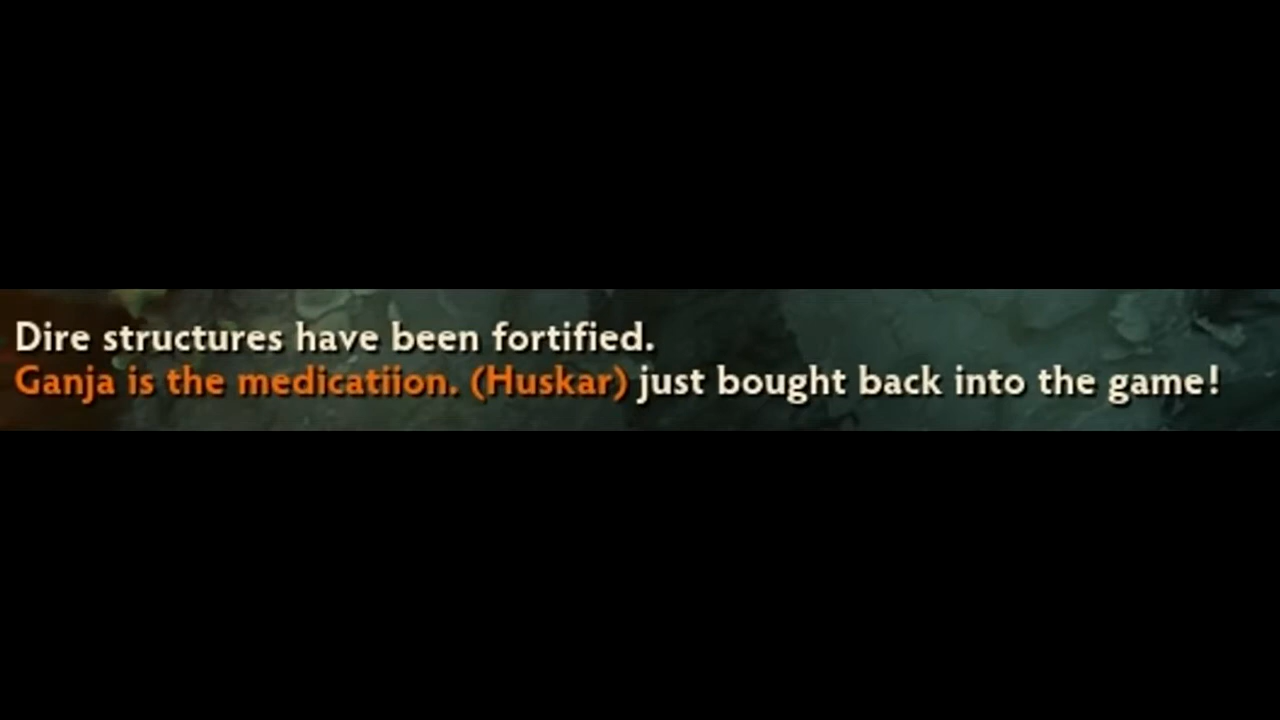 Dire structures have been fortified.
Ganja is the medicatiion. (Huskar) just bought back into the game!